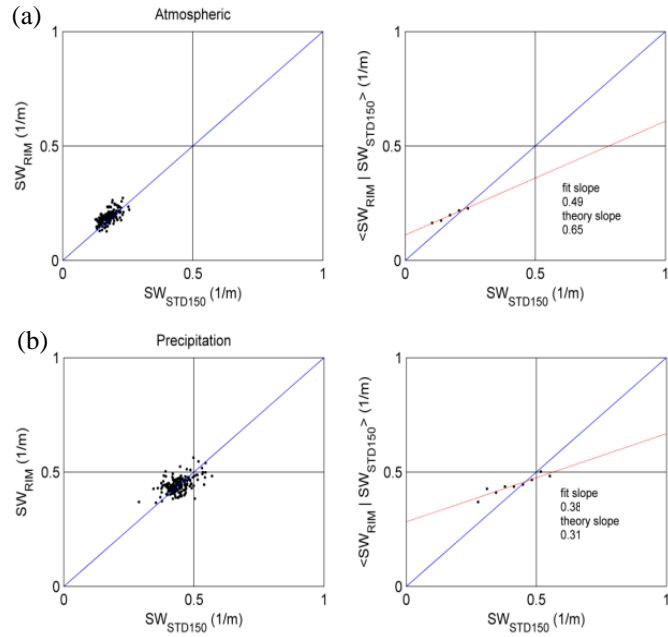 (a)
Atmospheric
1
0.5
0
0
0.5
1
SW_RIM (1/m)
SW_STD150 (1/m)
1
0.5
0
0
0.5
1
<SW_RIM | SW_STD150> (1/m)
SW_STD150 (1/m)
fit slope
0.49
theory slope
0.65
(b)
Precipitation
1
0.5
0
0
0.5
1
SW_RIM (1/m)
SW_STD150 (1/m)
1
0.5
0
0
0.5
1
<SW_RIM | SW_STD150> (1/m)
SW_STD150 (1/m)
fit slope
0.38
theory slope
0.31